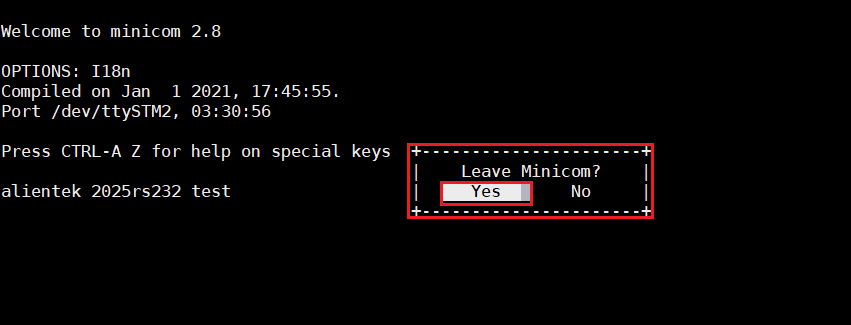 Welcome to minicom 2.8
OPTIONS: I18n
Compiled on Jan  1 2021, 17:45:55.
Port /dev/ttySTM2, 03:30:56
Press CTRL-A Z for help on special keys
+----------------------+
|    Leave Minicom?    |
alientek 2025rs232 test
|     Yes       No     |
+----------------------+